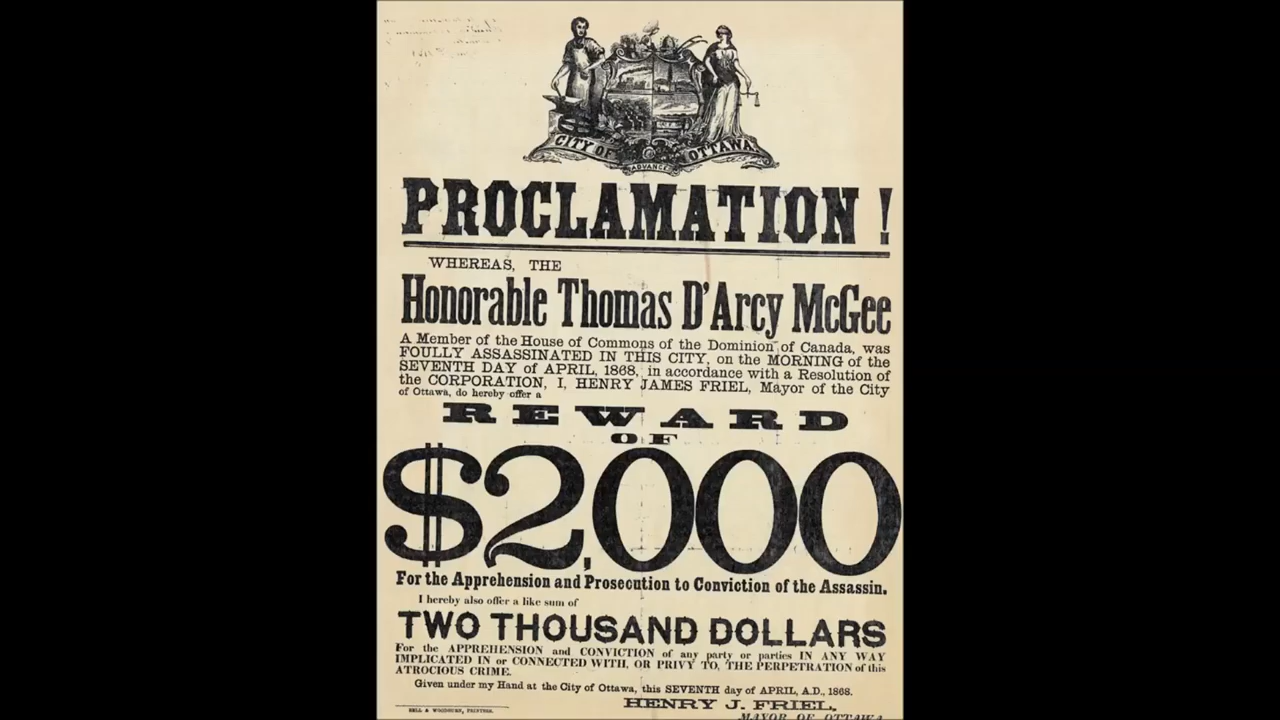 CITY OF OTTAWA.
ADVANCE
PROCLAMATION !
WHEREAS, THE
Honorable Thomas D'Arcy McGee
A Member of the House of Commons of the Dominion of Canada, was
FOULLY ASSASSINATED IN THIS CITY, on the MORNING of the
SEVENTH DAY of APRIL, 1868, in accordance with a Resolution of
the CORPORATION, I, HENRY JAMES FRIEL, Mayor of the City
of Ottawa, do hereby offer a
REWARD
OF
$2,000
For the Apprehension and Prosecution to Conviction of the Assassin.
I hereby also offer a like sum of
TWO THOUSAND DOLLARS
For the APPREHENSION and CONVICTION of any party or parties IN ANY WAY
IMPLICATED IN or CONNECTED WITH, OR PRIVY TO, THE PERPETRATION of this
ATROCIOUS CRIME.
Given under my Hand at the City of Ottawa, this SEVENTH day of APRIL, A.D., 1868.
HENRY J. FRIEL,
MAYOR OF OTTAWA
BELL & WOODBURN, PRINTERS.